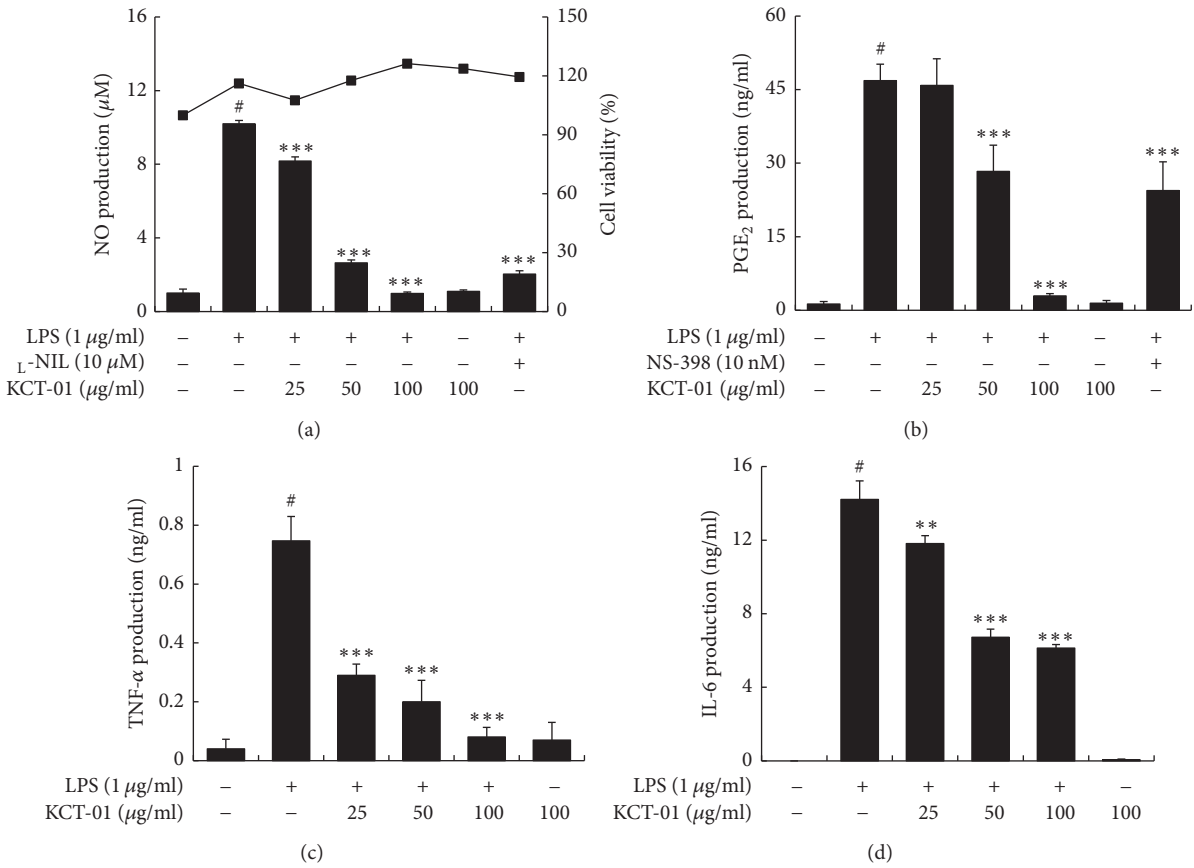 16
12
8
4
0
NO production (μM)
150
120
90
60
30
0
Cell viability (%)
#
***
***
***
***
LPS (1 μg/ml) – + + + + – +
L-NIL (10 μM) – – – – – – +
KCT-01 (μg/ml) – – 25 50 100 100 –
(a)
60
45
30
15
0
PGE2 production (ng/ml)
#
***
***
***
LPS (1 μg/ml) – + + + + – +
NS-398 (10 nM) – – – – – – +
KCT-01 (μg/ml) – – 25 50 100 100 –
(b)
1
0.8
0.6
0.4
0.2
0
TNF-α production (ng/ml)
#
***
***
***
LPS (1 μg/ml) – + + + + –
KCT-01 (μg/ml) – – 25 50 100 100
(c)
16
12
8
4
0
IL-6 production (ng/ml)
#
**
***
***
LPS (1 μg/ml) – + + + + –
KCT-01 (μg/ml) – – 25 50 100 100
(d)